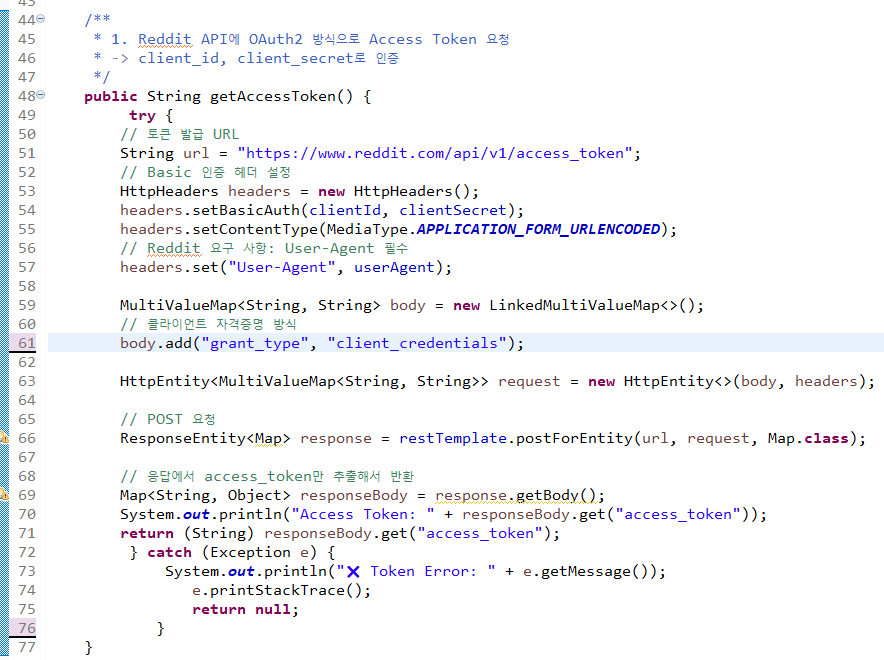 43
44 /**
45 * 1. Reddit API에 OAuth2 방식으로 Access Token 요청
46 * -> client_id, client_secret로 인증
47 */
48 public String getAccessToken() {
49 try {
50 // 토큰 발급 URL
51 String url = "https://www.reddit.com/api/v1/access_token";
52 // Basic 인증 헤더 설정
53 HttpHeaders headers = new HttpHeaders();
54 headers.setBasicAuth(clientId, clientSecret);
55 headers.setContentType(MediaType.APPLICATION_FORM_URLENCODED);
56 // Reddit 요구 사항: User-Agent 필수
57 headers.set("User-Agent", userAgent);
58
59 MultiValueMap<String, String> body = new LinkedMultiValueMap<>();
60 // 클라이언트 자격증명 방식
61 body.add("grant_type", "client_credentials");
62
63 HttpEntity<MultiValueMap<String, String>> request = new HttpEntity<>(body, headers);
64
65 // POST 요청
66 ResponseEntity<Map> response = restTemplate.postForEntity(url, request, Map.class);
67
68 // 응답에서 access_token만 추출해서 반환
69 Map<String, Object> responseBody = response.getBody();
70 System.out.println("Access Token: " + responseBody.get("access_token"));
71 return (String) responseBody.get("access_token");
72 } catch (Exception e) {
73 System.out.println("❌ Token Error: " + e.getMessage());
74 e.printStackTrace();
75 return null;
76 }
77 }